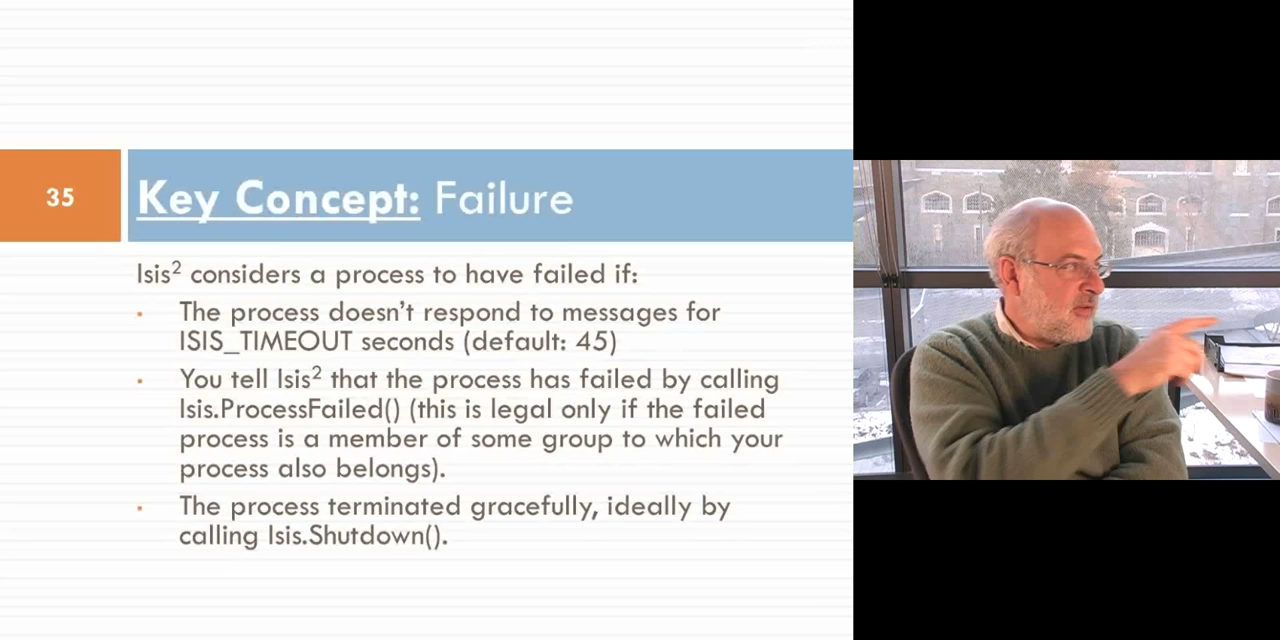 35
Key Concept: Failure
Isis² considers a process to have failed if:
· The process doesn't respond to messages for
ISIS_TIMEOUT seconds (default: 45)
· You tell Isis² that the process has failed by calling
Isis.ProcessFailed() (this is legal only if the failed
process is a member of some group to which your
process also belongs).
· The process terminated gracefully, ideally by
calling Isis.Shutdown().